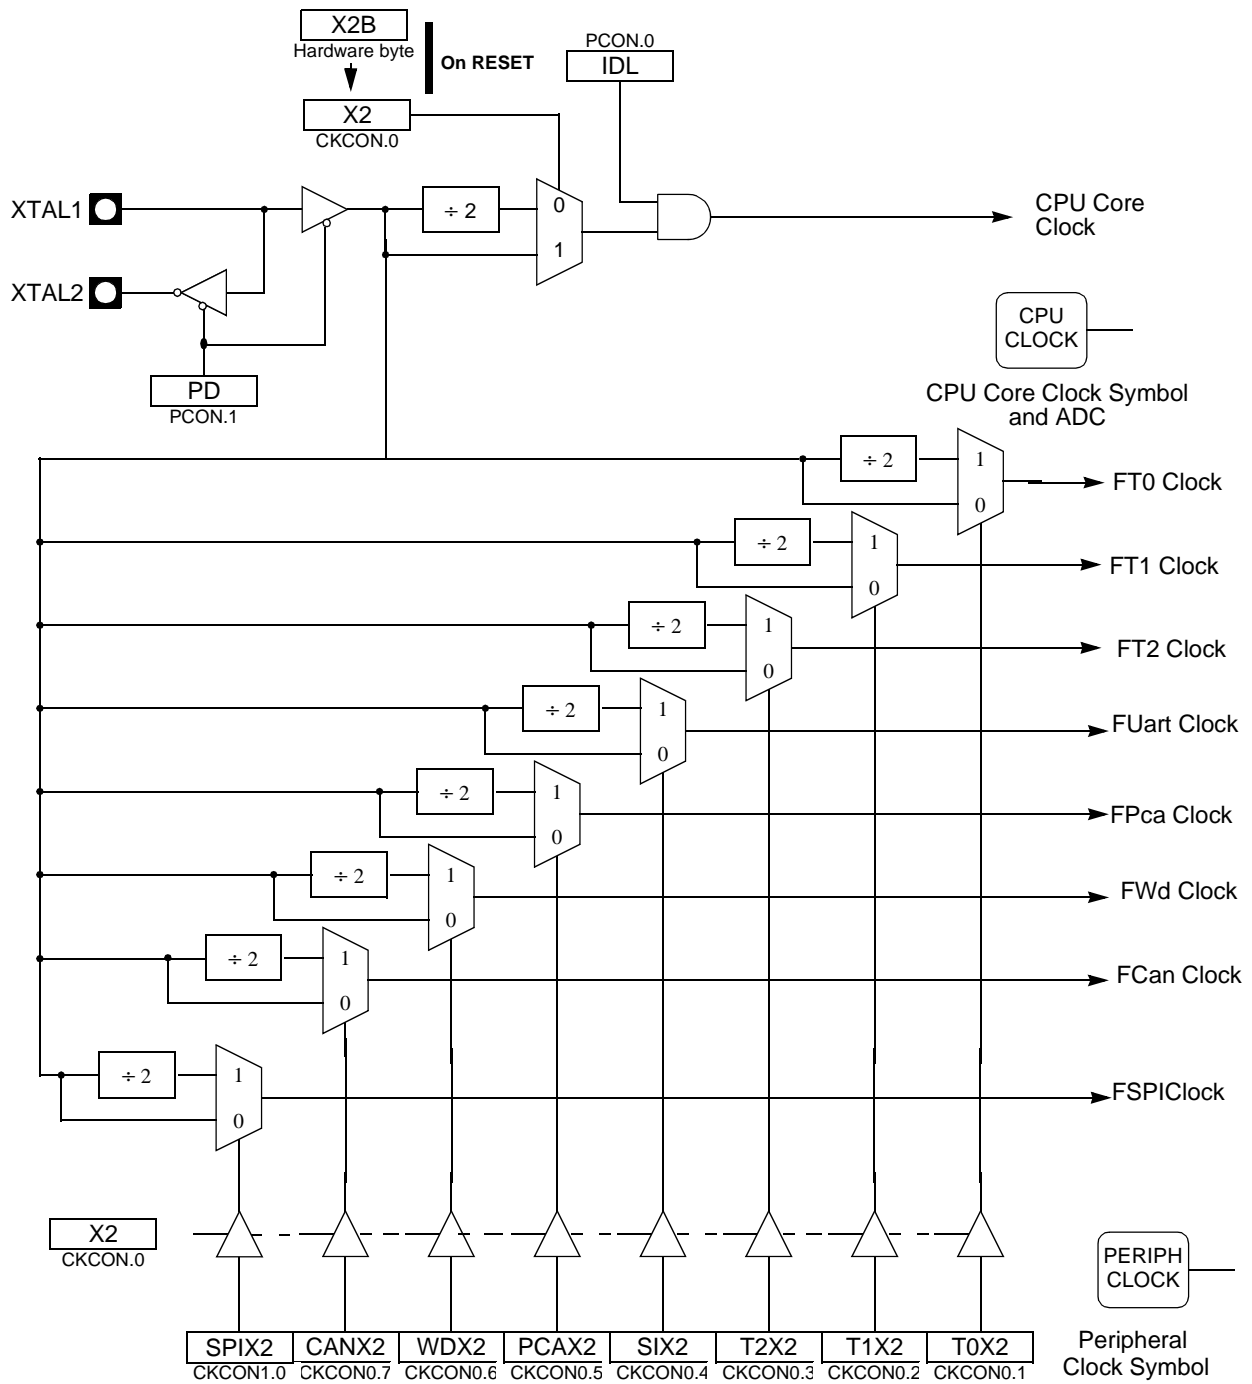 X2B
Hardware byte
On RESET
PCON.0
IDL
X2
CKCON.0
XTAL1
÷ 2
0
1
CPU Core
Clock
XTAL2
PD
PCON.1
CPU
CLOCK
CPU Core Clock Symbol
and ADC
÷ 2
1
0
FT0 Clock
÷ 2
1
0
FT1 Clock
÷ 2
1
0
FT2 Clock
÷ 2
1
0
FUart Clock
÷ 2
1
0
FPca Clock
÷ 2
1
0
FWd Clock
÷ 2
1
0
FCan Clock
÷ 2
1
0
FSPIClock
X2
CKCON.0
PERIPH
CLOCK
Peripheral
Clock Symbol
SPIX2 CANX2 WDX2 PCAX2 SIX2 T2X2 T1X2 T0X2
CKCON1.0 CKCON0.7 CKCON0.6 CKCON0.5 CKCON0.4 CKCON0.3 CKCON0.2 CKCON0.1